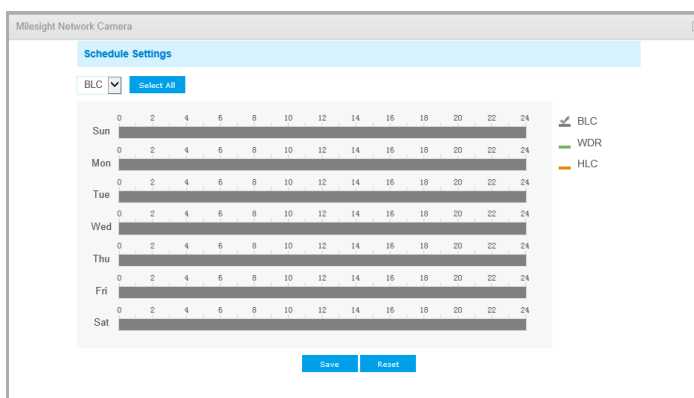 Milesight Network Camera
Schedule Settings
BLC Select All
0 2 4 6 8 10 12 14 16 18 20 22 24
Sun
0 2 4 6 8 10 12 14 16 18 20 22 24
Mon
0 2 4 6 8 10 12 14 16 18 20 22 24
Tue
0 2 4 6 8 10 12 14 16 18 20 22 24
Wed
0 2 4 6 8 10 12 14 16 18 20 22 24
Thu
0 2 4 6 8 10 12 14 16 18 20 22 24
Fri
0 2 4 6 8 10 12 14 16 18 20 22 24
Sat
BLC
WDR
HLC
Save Reset